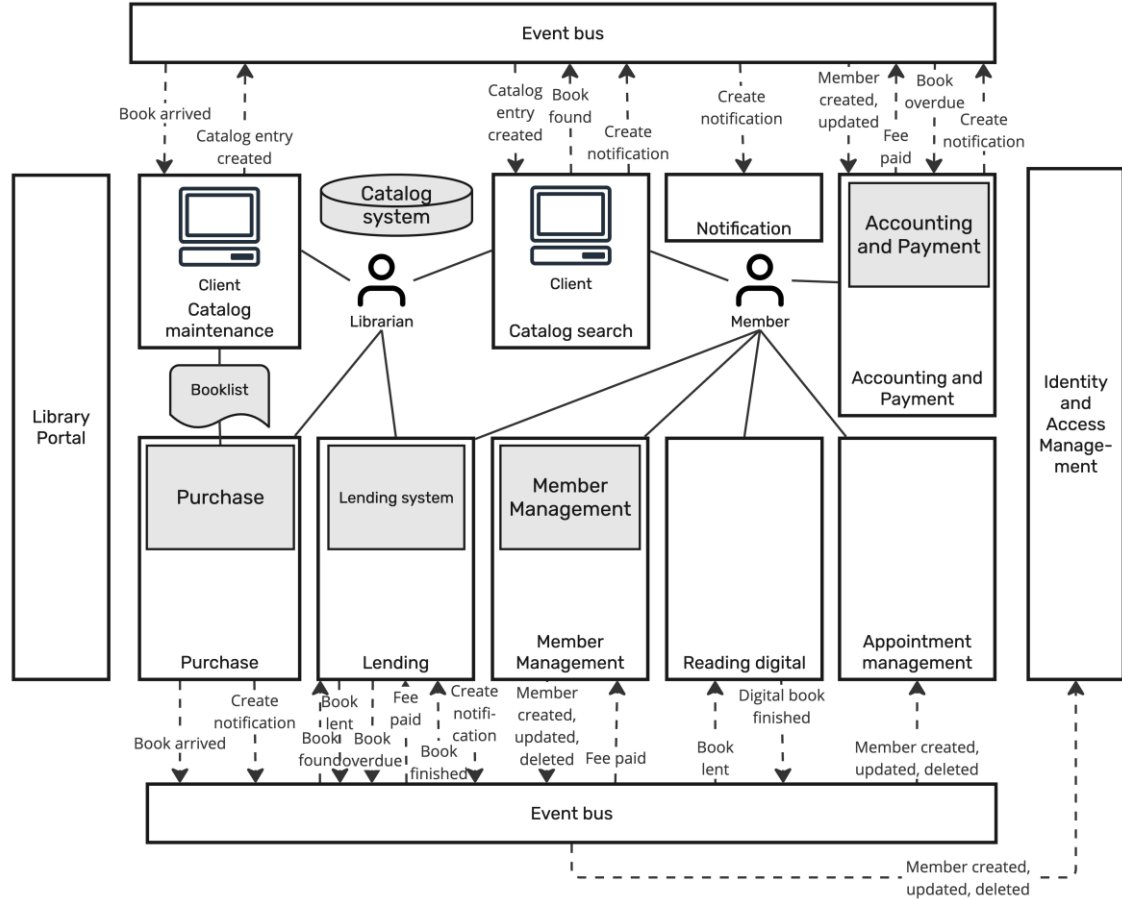 Event bus
Book arrived
Catalog entry
created
Catalog
entry
created
Book
found
Create
notification
Create
notification
Member
created,
updated
Fee
paid
Book
overdue
Create
notification
Library
Portal
Client
Catalog
maintenance
Catalog
system
Librarian
Client
Catalog search
Notification
Member
Accounting
and Payment
Accounting and
Payment
Identity
and
Access
Manage-
ment
Booklist
Purchase
Purchase
Lending system
Lending
Member
Management
Member
Management
Reading digital
Appointment
management
Book arrived
Create
notification
Book
found
Book
lent
Book
overdue
Fee
paid
Book
finished
Create
notifi-
cation
Member
created,
updated,
deleted
Fee paid
Book
lent
Digital book
finished
Member created,
updated, deleted
Event bus
Member created,
updated, deleted